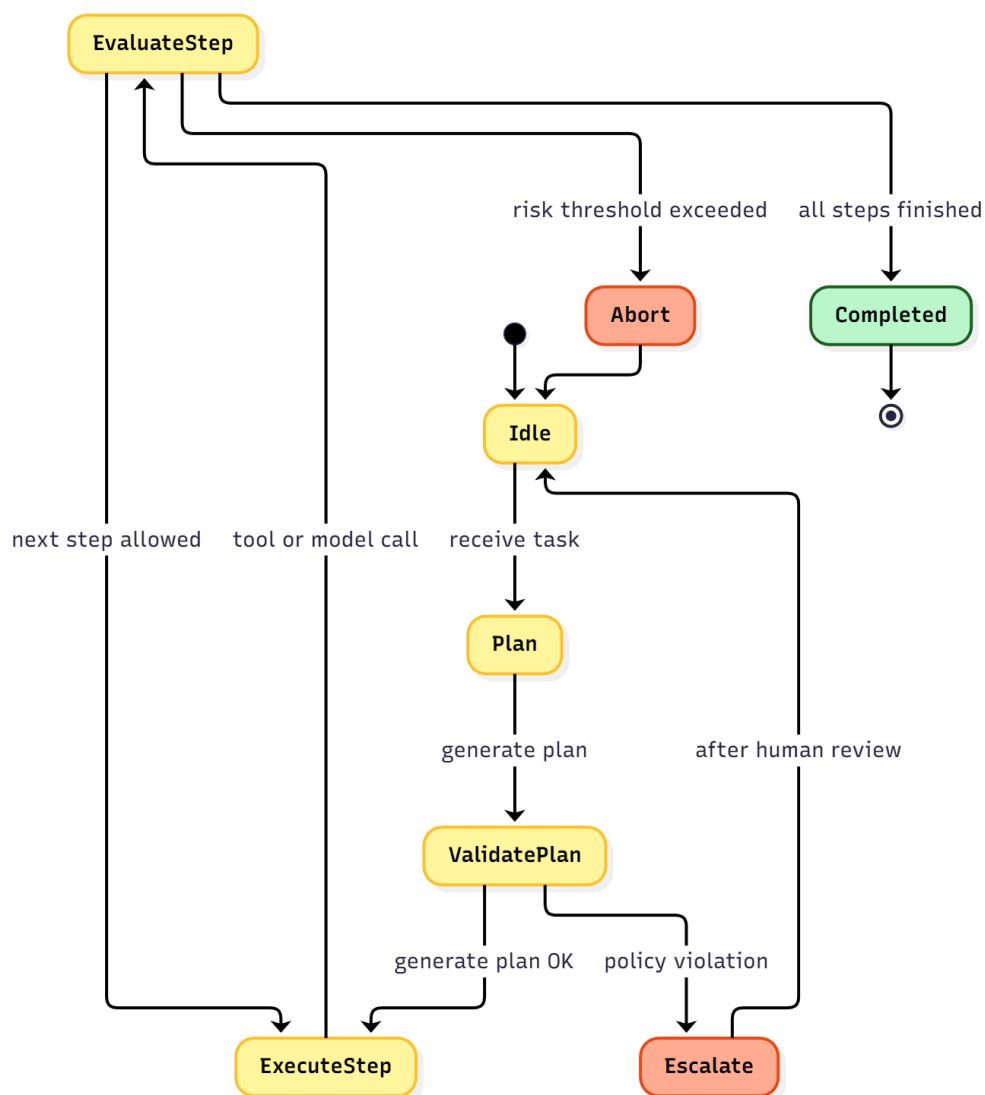 EvaluateStep
risk threshold exceeded
all steps finished
Abort
Completed
Idle
next step allowed
tool or model call
receive task
Plan
generate plan
after human review
ValidatePlan
generate plan OK
policy violation
ExecuteStep
Escalate